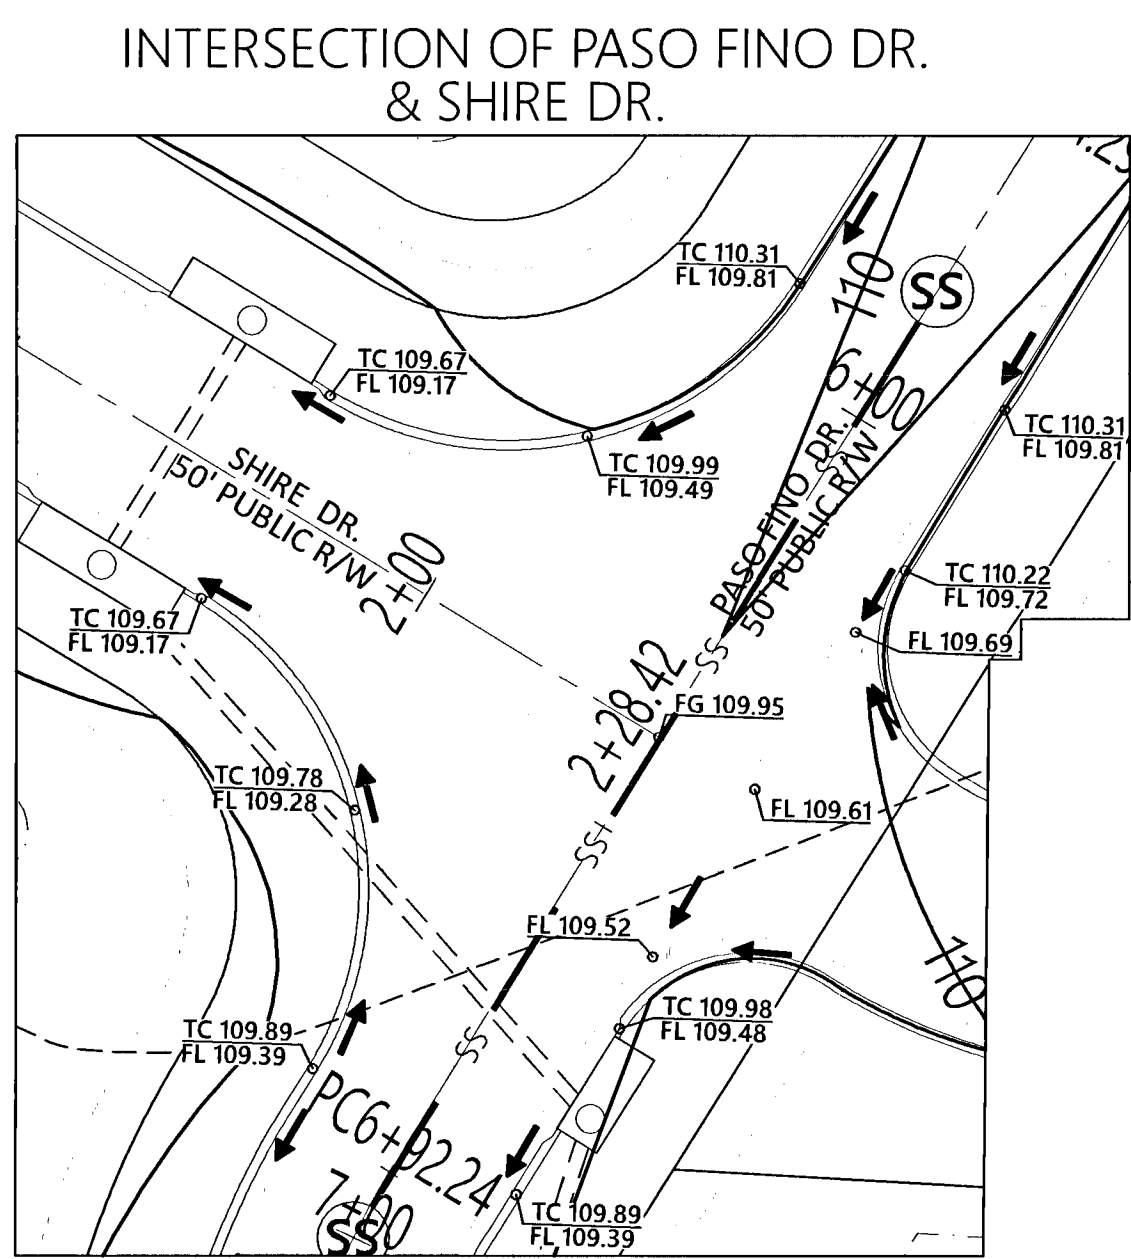 INTERSECTION OF PASO FINO DR.
& SHIRE DR.
TC 110.31
FL 109.81
110
SS
TC 109.67
FL 109.17
6+00
TC 110.31
FL 109.81
TC 109.99
FL 109.49
SHIRE DR.
50' PUBLIC R/W
2+00
PASO FINO DR.
50' PUBLIC R/W
SS
TC 110.22
FL 109.72
TC 109.67
FL 109.17
FL 109.69
SS
2+28.42
FG 109.95
TC 109.78
FL 109.28
FL 109.61
SS
FL 109.52
110
TC 109.98
FL 109.48
TC 109.89
FL 109.39
SS
PC6+92.24
7+00
SS
TC 109.89
FL 109.39